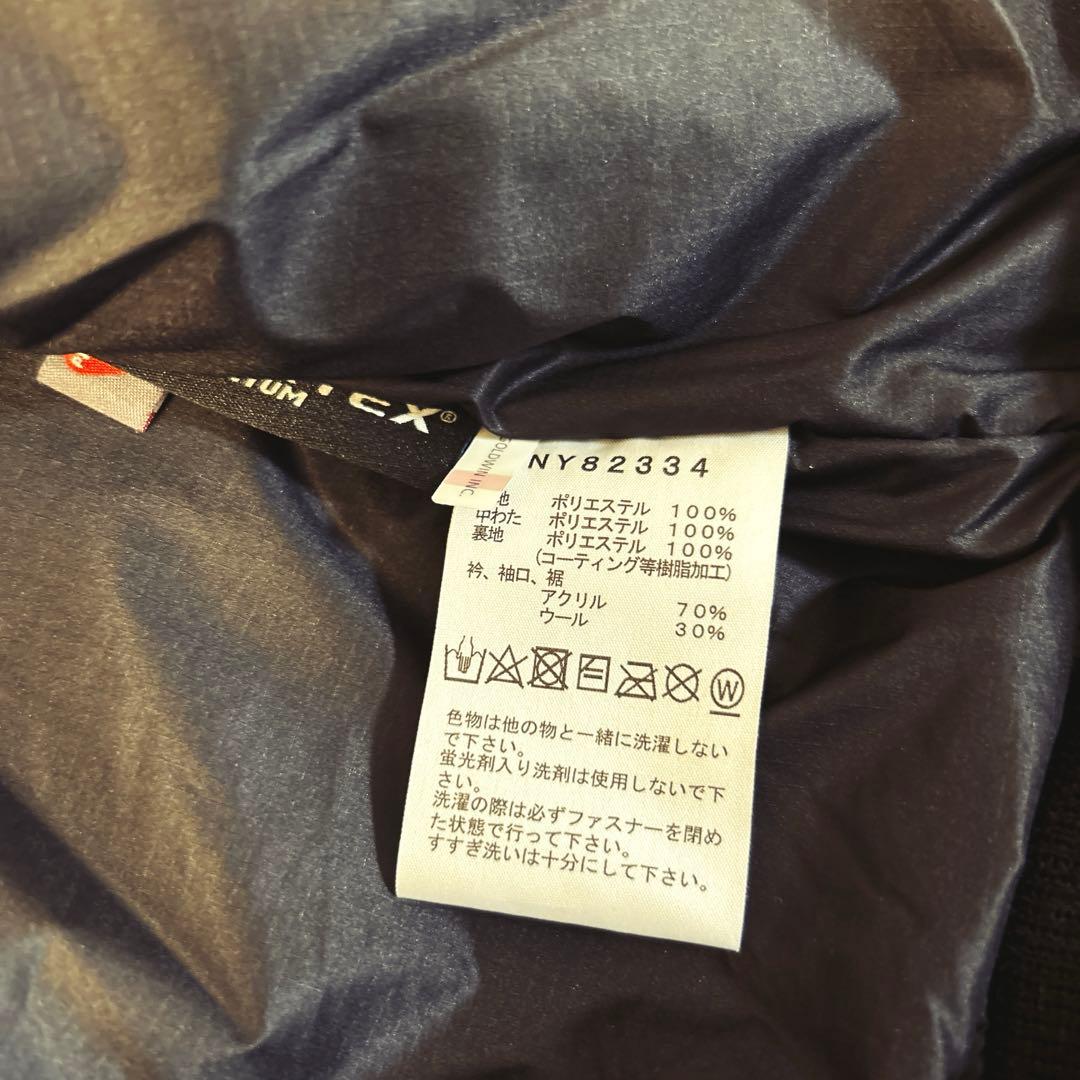 TEX®
TUM
GOLDWIN INC
NY82334
地 ポリエステル 100%
中わた ポリエステル 100%
裏地 ポリエステル 100%
(コーティング等樹脂加工)
衿、袖口、裾
アクリル 70%
ウール 30%
W
色物は他の物と一緒に洗濯しない
で下さい。
蛍光剤入り洗剤は使用しないで下
さい。
洗濯の際は必ずファスナーを閉め
た状態で行って下さい。
すすぎ洗いは十分にして下さい。